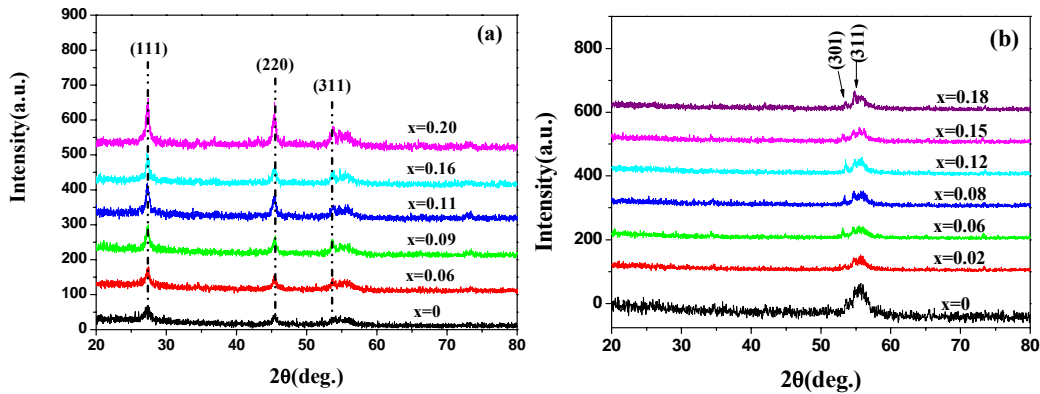 (a)
(111)
(220)
(311)
x=0.20
x=0.16
x=0.11
x=0.09
x=0.06
x=0
900
800
700
600
500
400
300
200
100
0
20 30 40 50 60 70 80
Intensity(a.u.)
2θ(deg.)
(b)
(301)
(311)
x=0.18
x=0.15
x=0.12
x=0.08
x=0.06
x=0.02
x=0
800
600
400
200
0
20 30 40 50 60 70 80
Intensity(a.u.)
2θ(deg.)